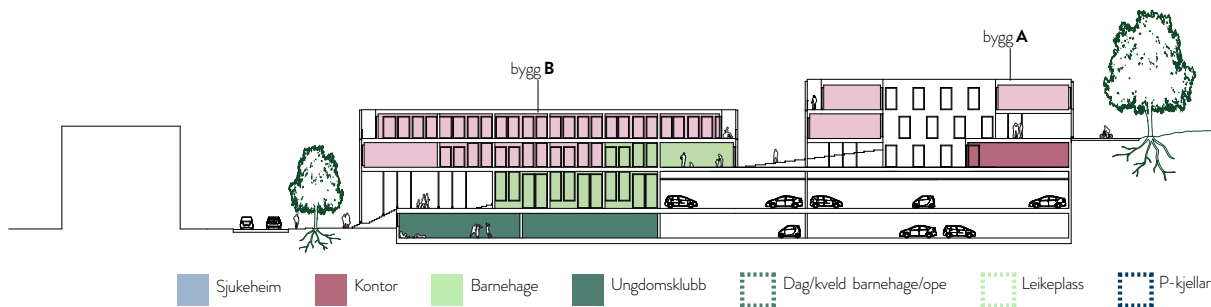 bygg A
bygg B
Sjukeheim
Kontor
Barnehage
Ungdomsklubb
Dag/kveld barnehage/ope
Leikeplass
P-kjellar